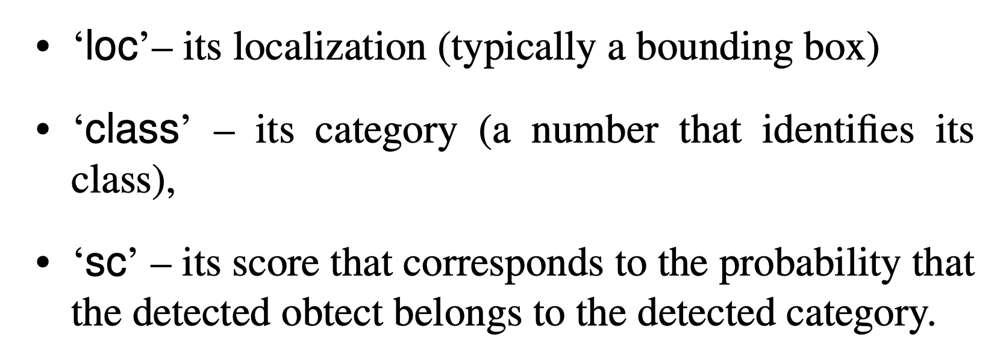 • ‘loc’– its localization (typically a bounding box)
• ‘class’ – its category (a number that identifies its
class),
• ‘sc’ – its score that corresponds to the probability that
the detected obtect belongs to the detected category.